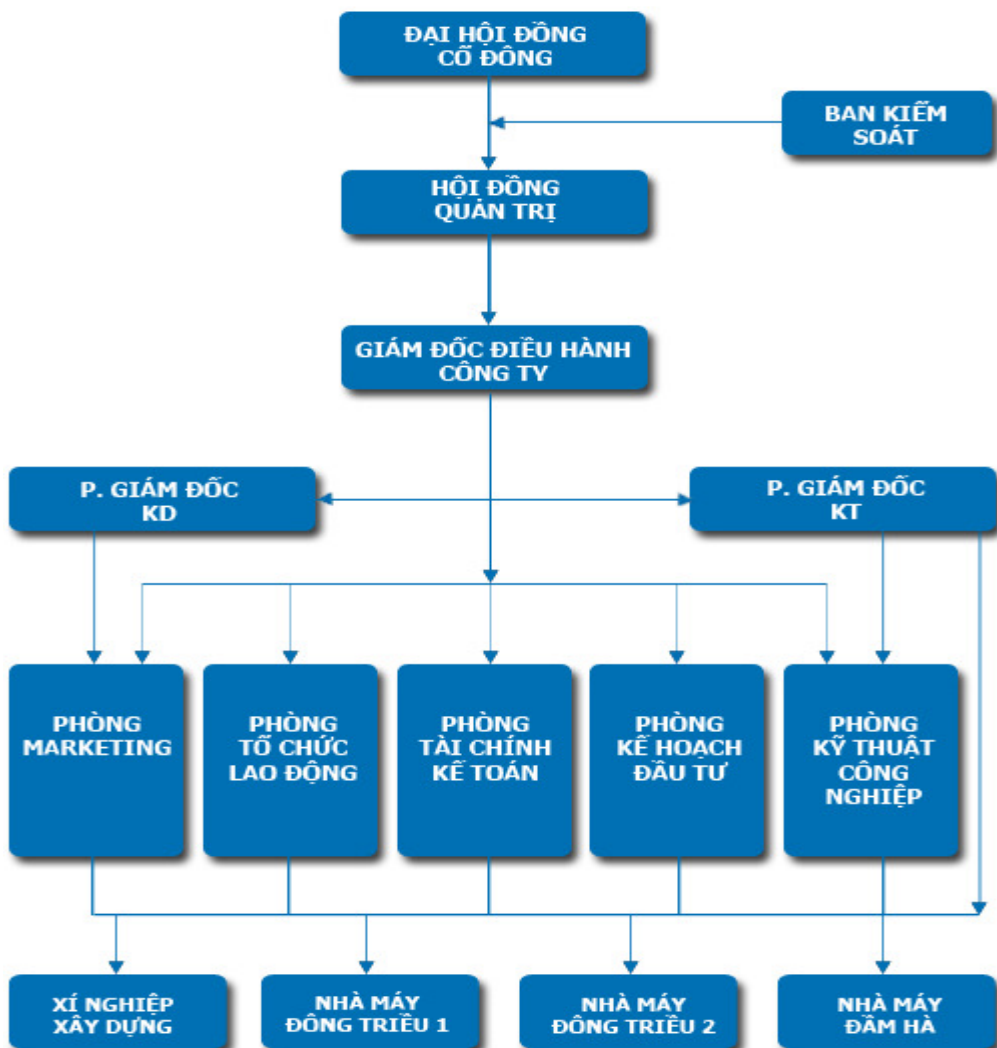 ĐẠI HỘI ĐỒNG
CỔ ĐÔNG
BAN KIỂM
SOÁT
HỘI ĐỒNG
QUẢN TRỊ
GIÁM ĐỐC ĐIỀU HÀNH
CÔNG TY
P. GIÁM ĐỐC
KD
P. GIÁM ĐỐC
KT
PHÒNG
MARKETING
PHÒNG
TỔ CHỨC
LAO ĐỘNG
PHÒNG
TÀI CHÍNH
KẾ TOÁN
PHÒNG
KẾ HOẠCH
ĐẦU TƯ
PHÒNG
KỸ THUẬT
CÔNG
NGHIỆP
XÍ NGHIỆP
XÂY DỰNG
NHÀ MÁY
ĐÔNG TRIỀU 1
NHÀ MÁY
ĐÔNG TRIỀU 2
NHÀ MÁY
ĐẦM HÀ